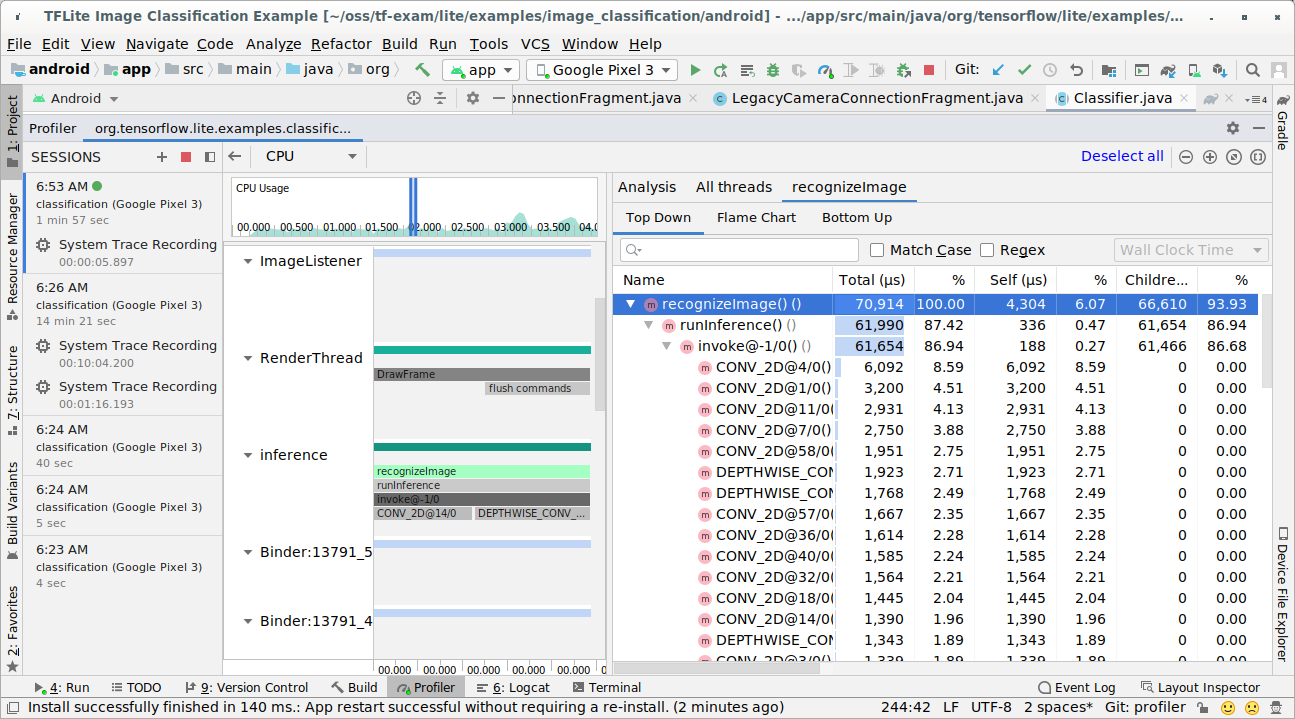 TFLite Image Classification Example [~/oss/tf-exam/lite/examples/image_classification/android] - .../app/src/main/java/org/tensorflow/lite/examples/...
File Edit View Navigate Code Analyze Refactor Build Run Tools VCS Window Help
android app src main java org app Google Pixel 3 Git:
Android onnectionFragment.java LegacyCameraConnectionFragment.java Classifier.java 4
Profiler org.tensorflow.lite.examples.classific...
SESSIONS CPU Deselect all
6:53 AM
classification (Google Pixel 3)
1 min 57 sec
System Trace Recording
00:00:05.897
6:26 AM
classification (Google Pixel 3)
14 min 21 sec
System Trace Recording
00:10:04.200
System Trace Recording
00:01:16.193
6:24 AM
classification (Google Pixel 3)
40 sec
6:24 AM
classification (Google Pixel 3)
5 sec
6:23 AM
classification (Google Pixel 3)
4 sec
CPU Usage
00.000 00.500 01.000 01.500 02.000 02.500 03.000 03.500 04.0
ImageListener
RenderThread
DrawFrame
flush commands
inference
recognizeImage
runInference
invoke@-1/0
CONV_2D@14/0 DEPTHWISE_CONV_...
Binder:13791_5
Binder:13791_4
00.000 00.000 00.000 00.000 00.000 0
Analysis All threads recognizeImage
Top Down Flame Chart Bottom Up
Match Case Regex Wall Clock Time
Name Total (μs) % Self (μs) % Childre... %
recognizeImage() () 70,914 100.00 4,304 6.07 66,610 93.93
runInference() () 61,990 87.42 336 0.47 61,654 86.94
invoke@-1/0() () 61,654 86.94 188 0.27 61,466 86.68
CONV_2D@4/0() 6,092 8.59 6,092 8.59 0 0.00
CONV_2D@1/0() 3,200 4.51 3,200 4.51 0 0.00
CONV_2D@11/0( 2,931 4.13 2,931 4.13 0 0.00
CONV_2D@7/0() 2,750 3.88 2,750 3.88 0 0.00
CONV_2D@58/0( 1,951 2.75 1,951 2.75 0 0.00
DEPTHWISE_CON 1,923 2.71 1,923 2.71 0 0.00
DEPTHWISE_CON 1,768 2.49 1,768 2.49 0 0.00
CONV_2D@57/0( 1,667 2.35 1,667 2.35 0 0.00
CONV_2D@36/0( 1,614 2.28 1,614 2.28 0 0.00
CONV_2D@40/0( 1,585 2.24 1,585 2.24 0 0.00
CONV_2D@32/0( 1,564 2.21 1,564 2.21 0 0.00
CONV_2D@18/0( 1,445 2.04 1,445 2.04 0 0.00
CONV_2D@14/0( 1,390 1.96 1,390 1.96 0 0.00
DEPTHWISE_CON 1,343 1.89 1,343 1.89 0 0.00
CONV_2D@3/0() 1,339 1.89 1,339 1.89 0 0.00
1: Project
Resource Manager
7: Structure
Build Variants
2: Favorites
Gradle
Device File Explorer
4: Run TODO 9: Version Control Build Profiler 6: Logcat Terminal Event Log Layout Inspector
Install successfully finished in 140 ms.: App restart successful without requiring a re-install. (2 minutes ago) 244:42 LF UTF-8 2 spaces* Git: profiler